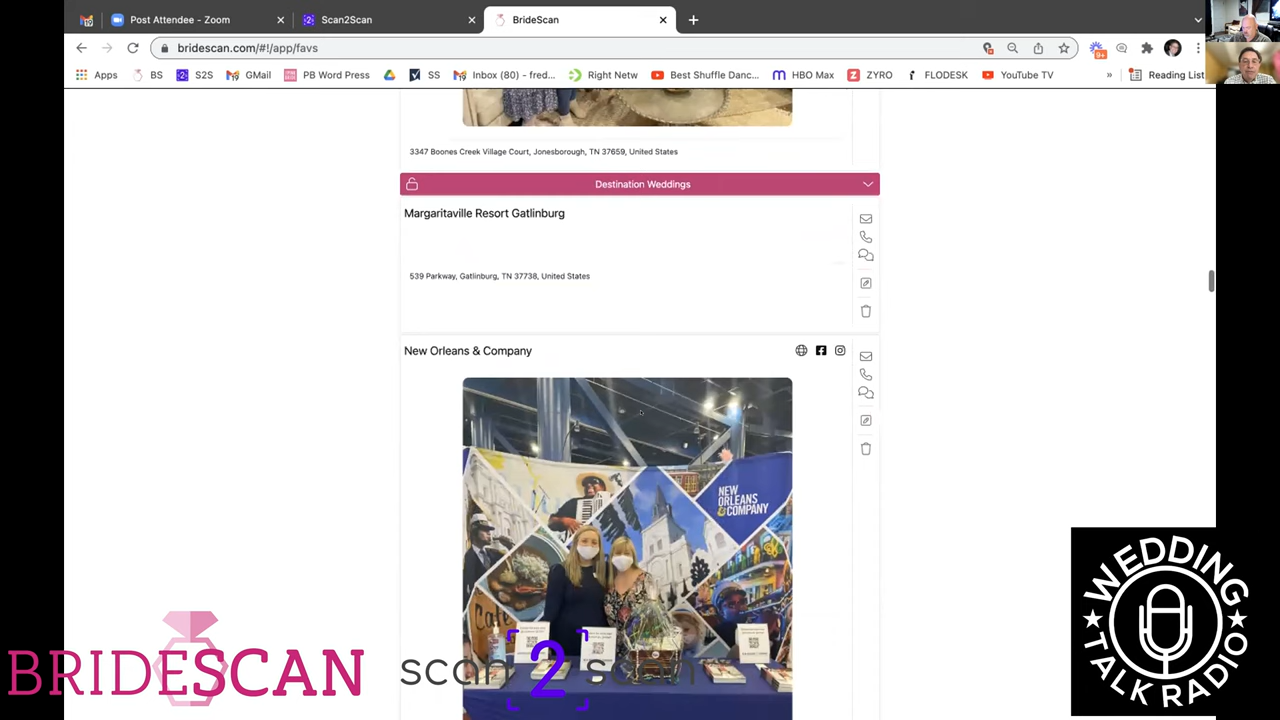 Post Attendee - Zoom
Scan2Scan
BrideScan
bridescan.com/#!/app/favs
Apps
BS
S2S
GMail
PB Word Press
SS
Inbox (80) - fred...
Right Netw
Best Shuffle Danc...
HBO Max
ZYRO
FLODESK
YouTube TV
»
Reading List
3347 Boones Creek Village Court, Jonesborough, TN 37659, United States
Destination Weddings
Margaritaville Resort Gatlinburg
539 Parkway, Gatlinburg, TN 37738, United States
New Orleans & Company
NEW
ORLEANS
& COMPANY
Cafe
BRIDESCAN
scan 2 scan
WEDDING
TALK RADIO